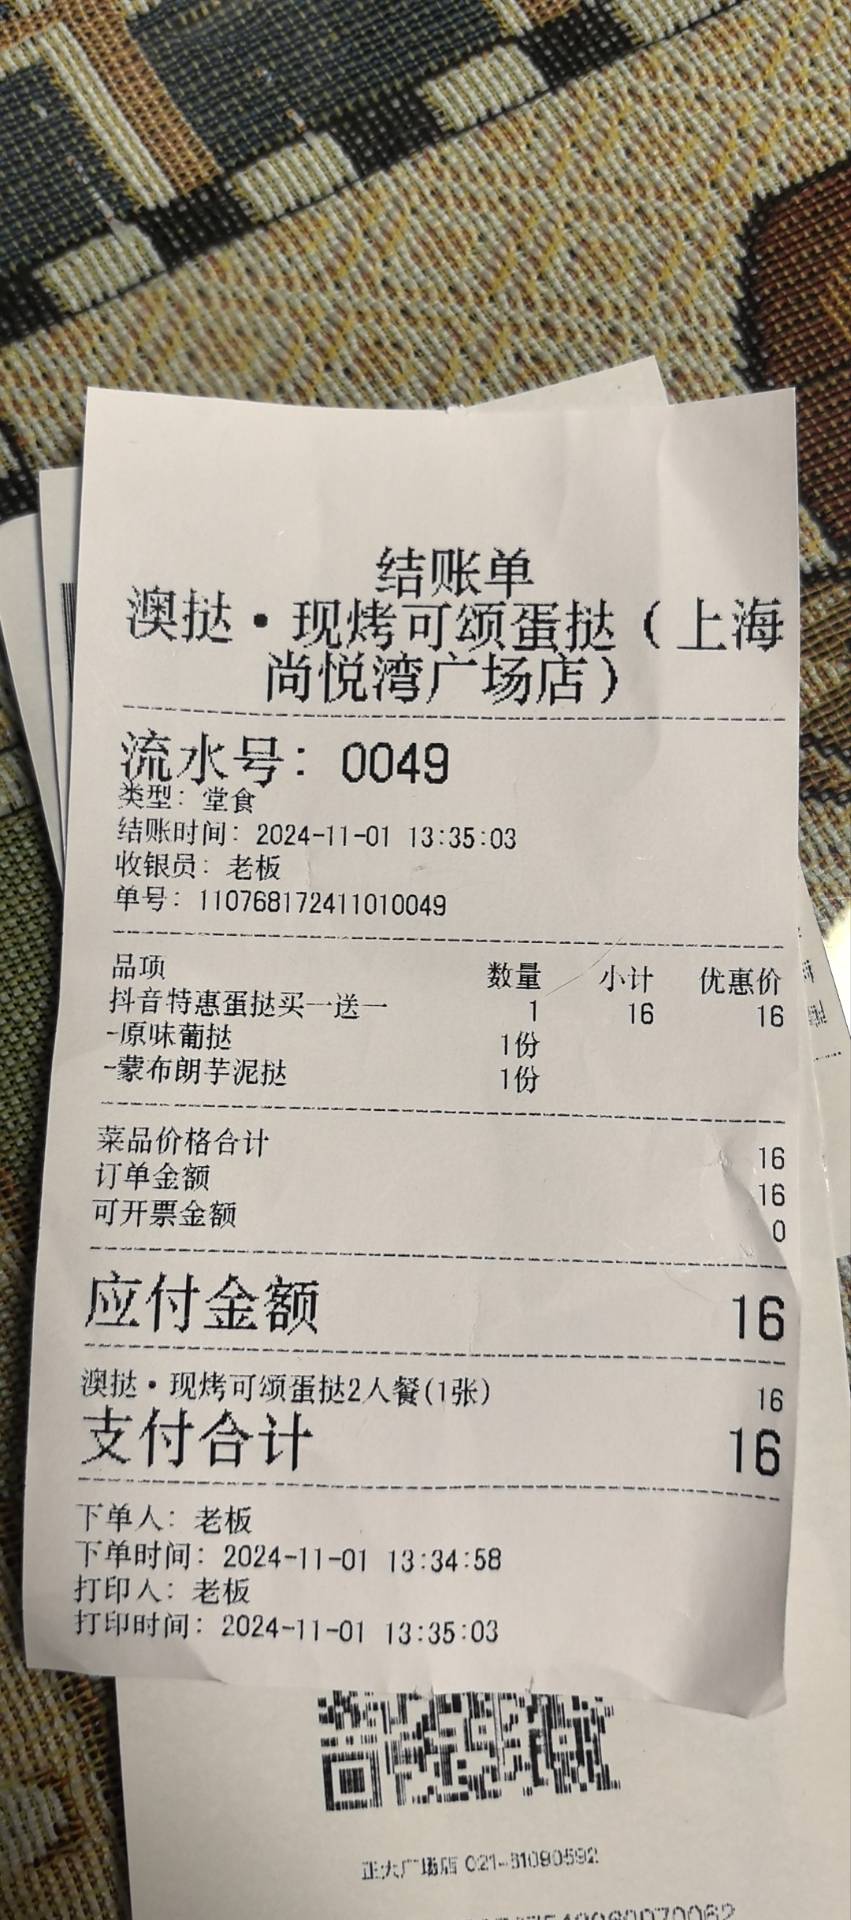 结账单
澳挞·现烤可颂蛋挞(上海
尚悦湾广场店)
流水号: 0049
类型: 堂食
结账时间: 2024-11-01 13:35:03
收银员: 老板
单号: 110768172411010049
品项 数量 小计 优惠价
抖音特惠蛋挞买一送一 1 16 16
-原味葡挞 1份
-蒙布朗芋泥挞 1份
菜品价格合计 16
订单金额 16
可开票金额 0
应付金额 16
澳挞·现烤可颂蛋挞2人餐(1张) 16
支付合计 16
下单人: 老板
下单时间: 2024-11-01 13:34:58
打印人: 老板
打印时间: 2024-11-01 13:35:03
正大广场店